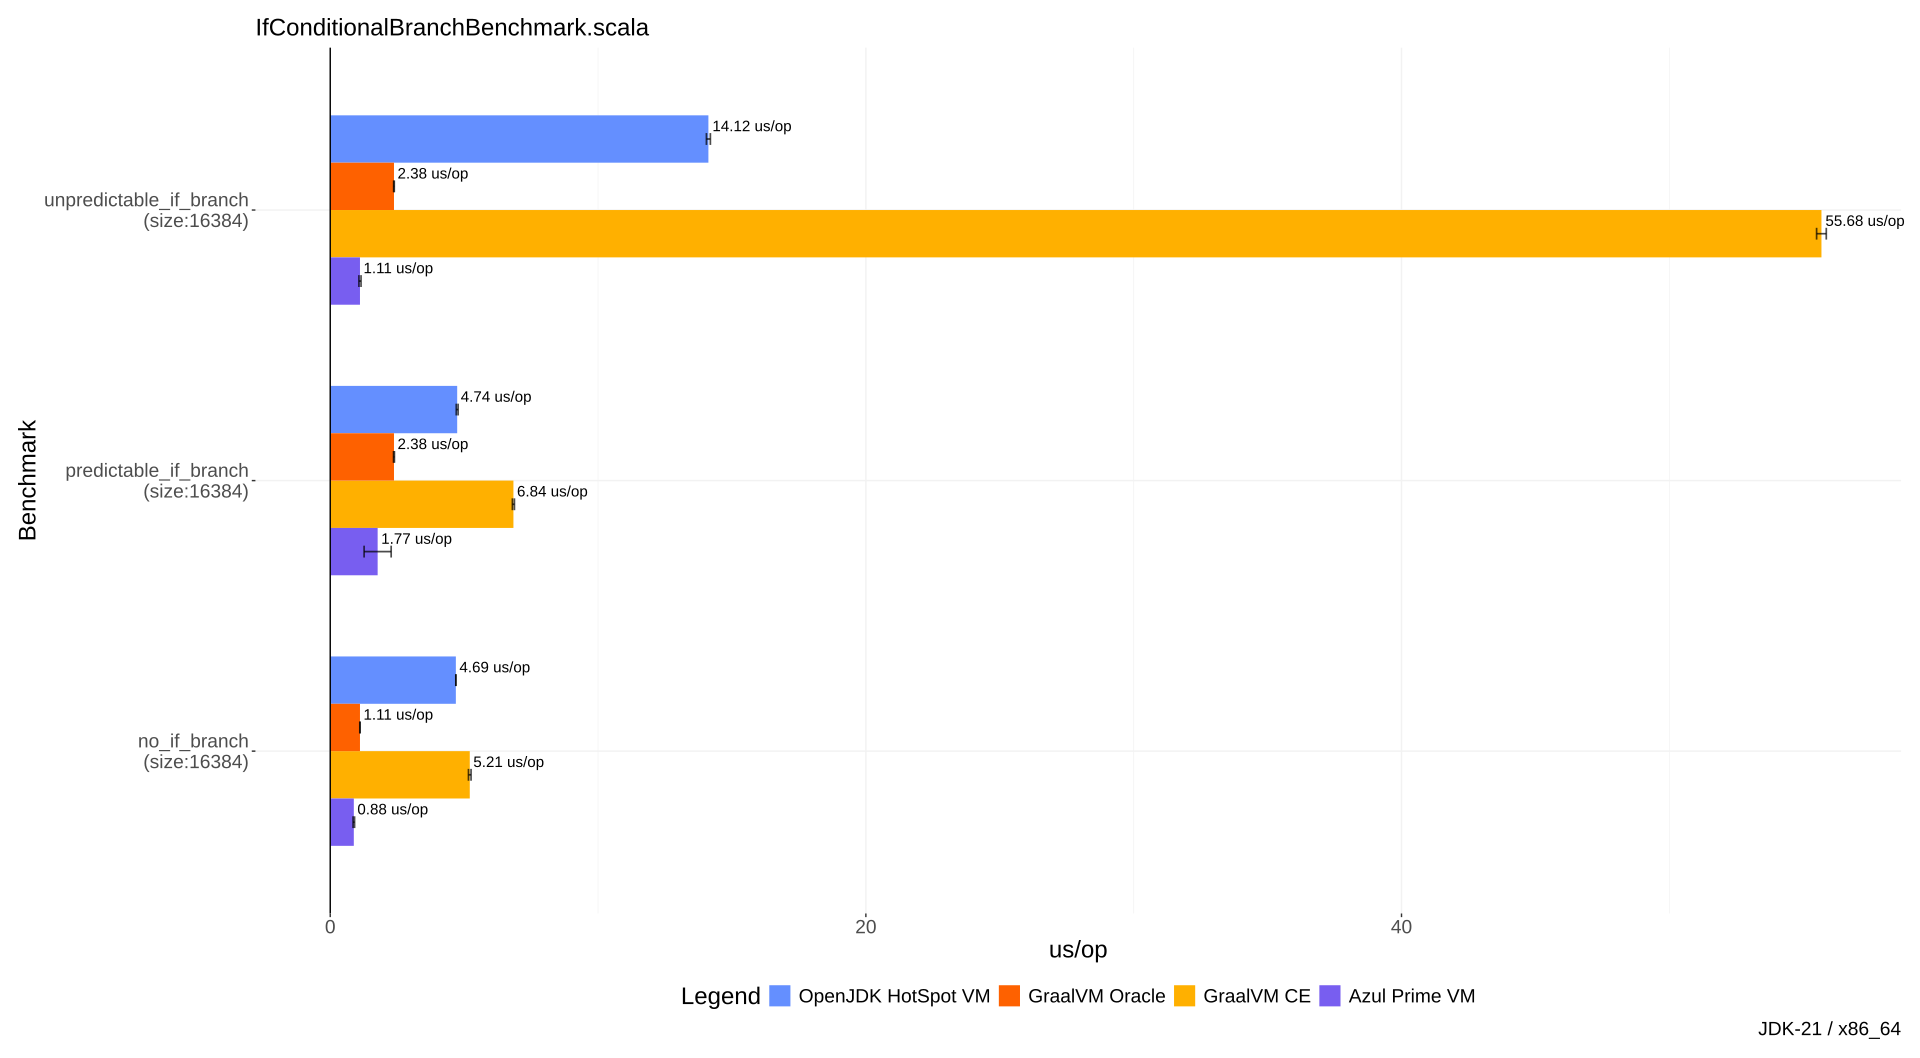 IfConditionalBranchBenchmark.scala
14.12 us/op
2.38 us/op
unpredictable_if_branch
(size:16384)
55.68 us/op
1.11 us/op
4.74 us/op
2.38 us/op
predictable_if_branch
(size:16384)
6.84 us/op
1.77 us/op
Benchmark
4.69 us/op
1.11 us/op
no_if_branch
(size:16384)
5.21 us/op
0.88 us/op
0 20 40
us/op
Legend OpenJDK HotSpot VM GraalVM Oracle GraalVM CE Azul Prime VM
JDK-21 / x86_64